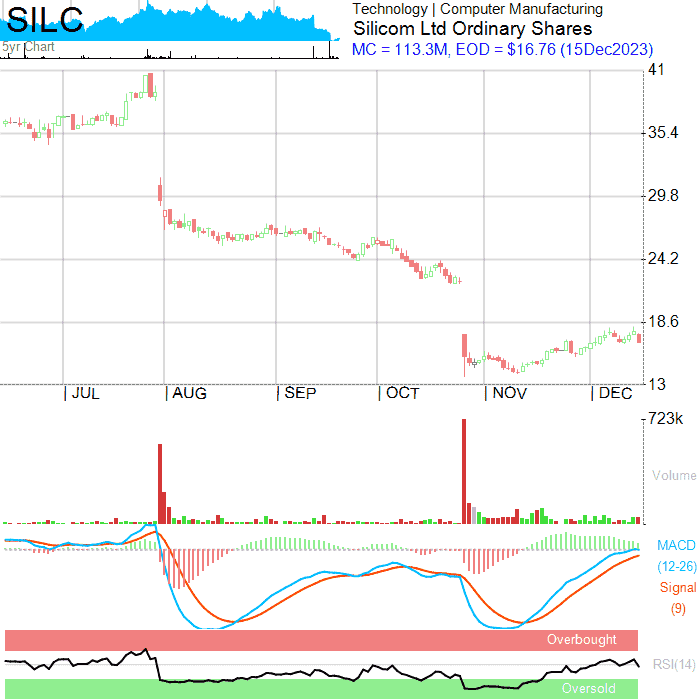 SILC
Technology | Computer Manufacturing
Silicom Ltd Ordinary Shares
MC = 113.3M, EOD = $16.76 (15Dec2023)
5yr Chart
41
35.4
29.8
24.2
18.6
13
| JUL | AUG | SEP | OCT | NOV | DEC
723k
Volume
MACD
(12-26)
Signal
(9)
Overbought
RSI(14)
Oversold